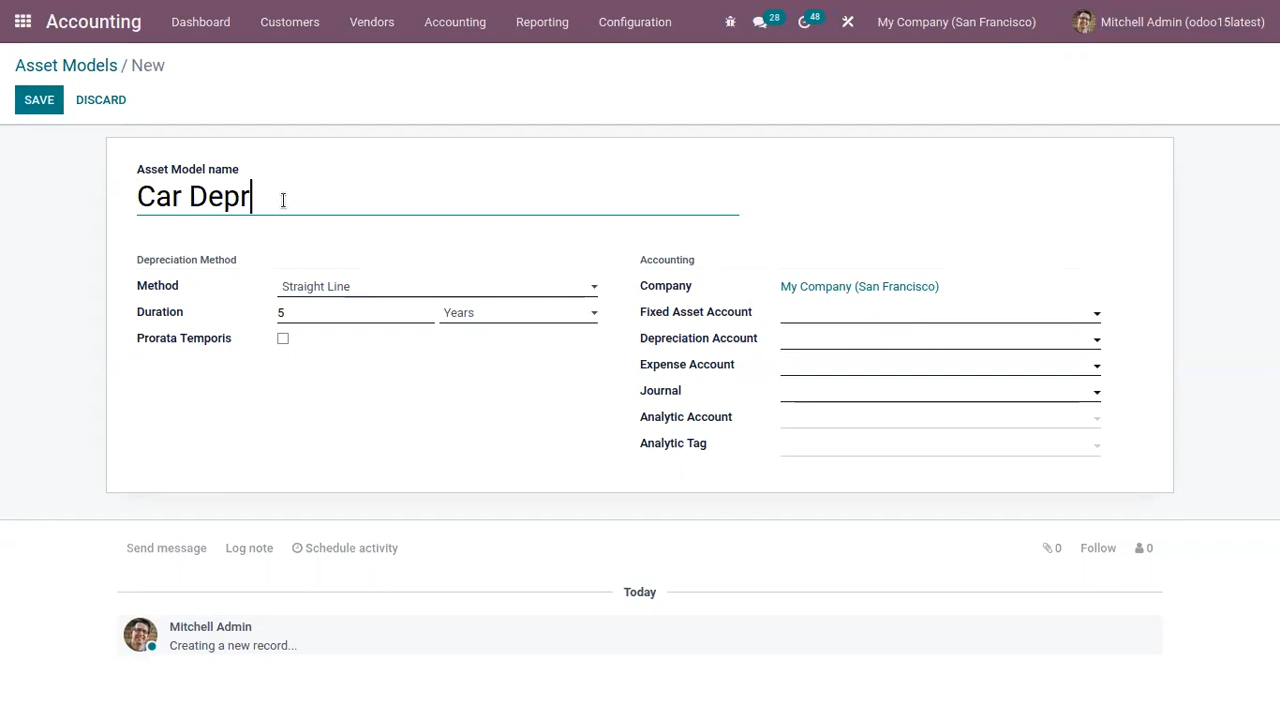 Accounting Dashboard Customers Vendors Accounting Reporting Configuration 28 48 My Company (San Francisco) Mitchell Admin (odoo15latest)
Asset Models / New
SAVE DISCARD
Asset Model name
Car Depr
Depreciation Method
Method Straight Line
Duration 5 Years
Prorata Temporis
Accounting
Company My Company (San Francisco)
Fixed Asset Account
Depreciation Account
Expense Account
Journal
Analytic Account
Analytic Tag
Send message Log note Schedule activity 0 Follow 0
Today
Mitchell Admin
Creating a new record...